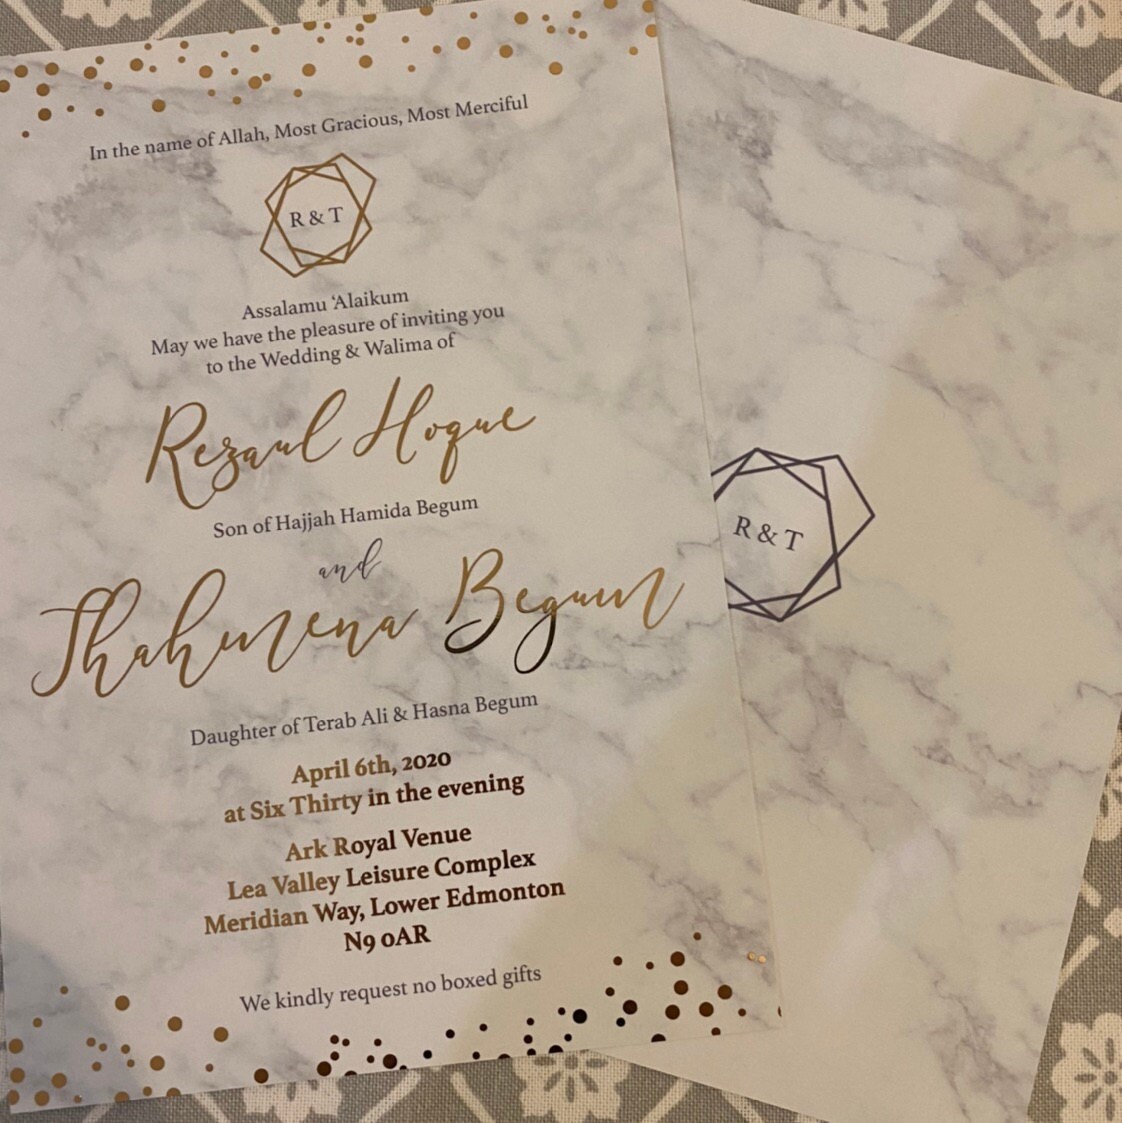 In the name of Allah, Most Gracious, Most Merciful
R & T
Assalamu ‘Alaikum
May we have the pleasure of inviting you
to the Wedding & Walima of
Rezaul Hoque
Son of Hajjah Hamida Begum
and
Thahmena Begum
Daughter of Terab Ali & Hasna Begum
April 6th, 2020
at Six Thirty in the evening
Ark Royal Venue
Lea Valley Leisure Complex
Meridian Way, Lower Edmonton
N9 0AR
We kindly request no boxed gifts
R & T